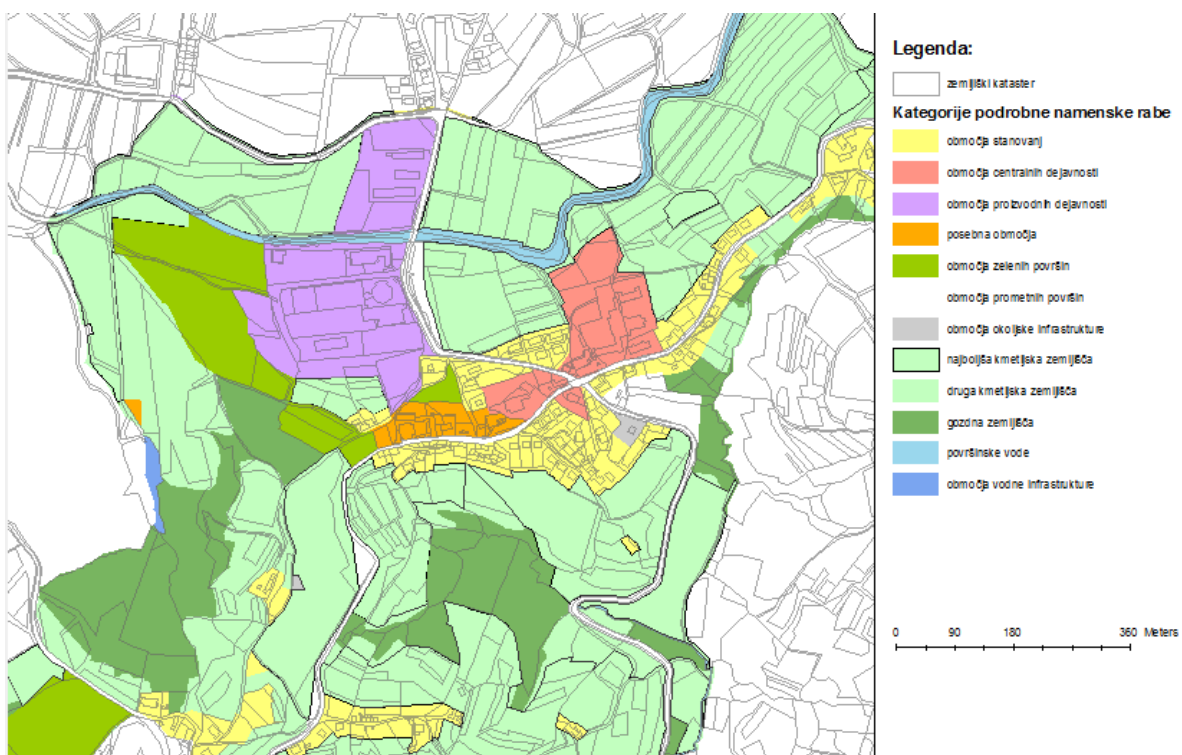 Legenda:
zemljiški kataster
Kategorije podrobne namenske rabe
območja stanovanj
območja centralnih dejavnosti
območja proizvodnih dejavnosti
posebna območja
območja zelenih površin
območja prometnih površin
območja okoljske infrastrukture
najboljša kmetijska zemljišča
druga kmetijska zemljišča
gozdna zemljišča
površinske vode
območja vodne infrastrukture
0 90 180 360 Meters